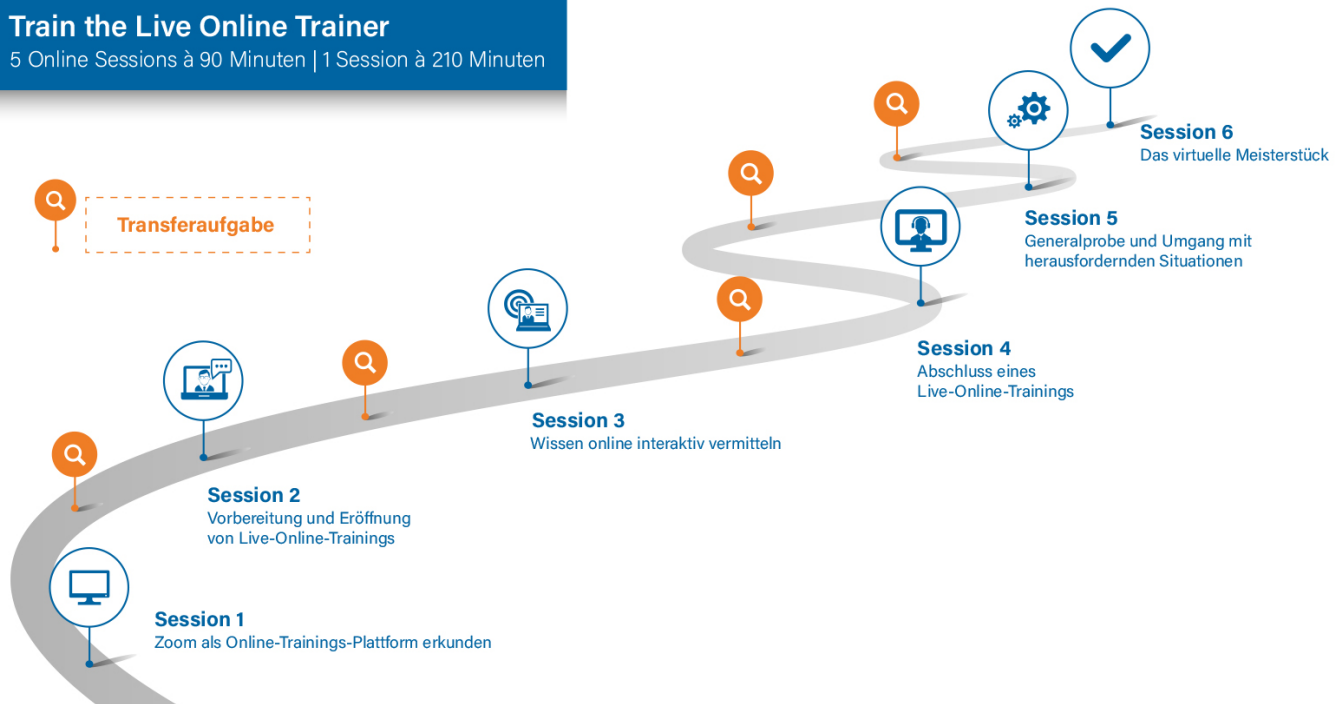 Train the Live Online Trainer
5 Online Sessions à 90 Minuten | 1 Session à 210 Minuten
Transferaufgabe
Session 1
Zoom als Online-Trainings-Plattform erkunden
Session 2
Vorbereitung und Eröffnung
von Live-Online-Trainings
Session 3
Wissen online interaktiv vermitteln
Session 4
Abschluss eines
Live-Online-Trainings
Session 5
Generalprobe und Umgang mit
herausfordernden Situationen
Session 6
Das virtuelle Meisterstück